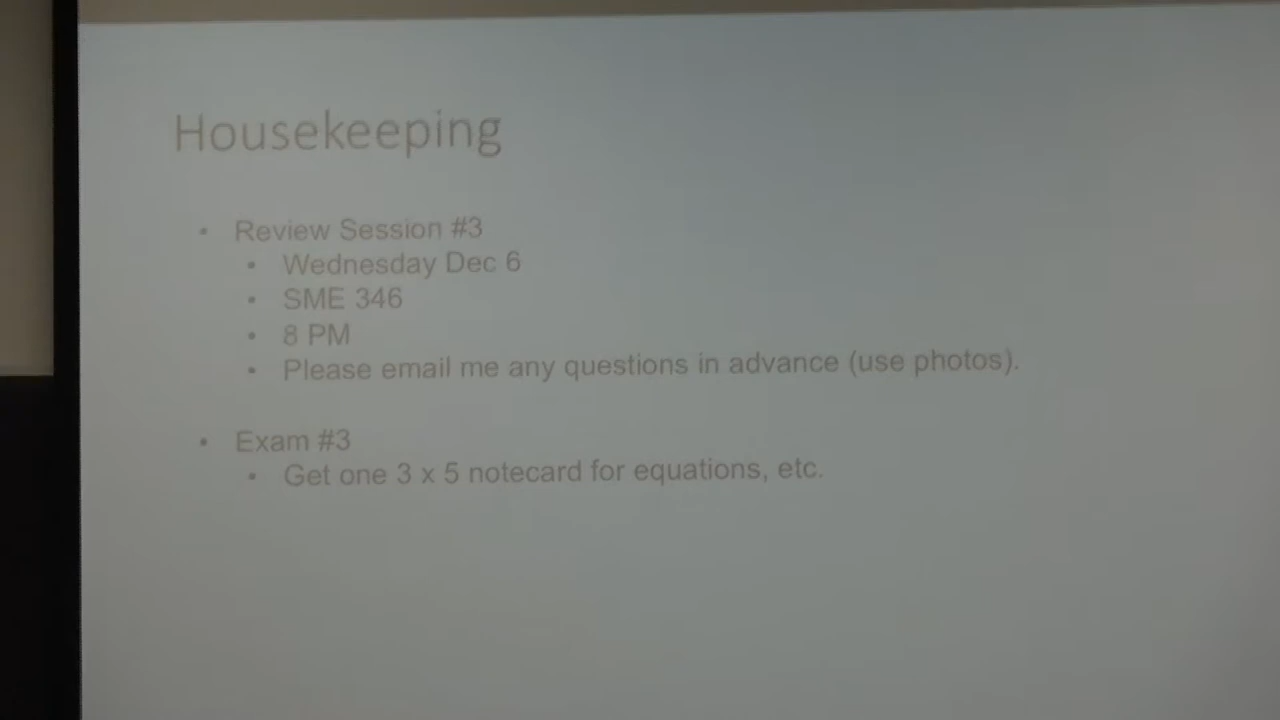 Housekeeping
• Review Session #3
• Wednesday Dec 6
• SME 346
• 8 PM
• Please email me any questions in advance (use photos).
• Exam #3
• Get one 3 x 5 notecard for equations, etc.